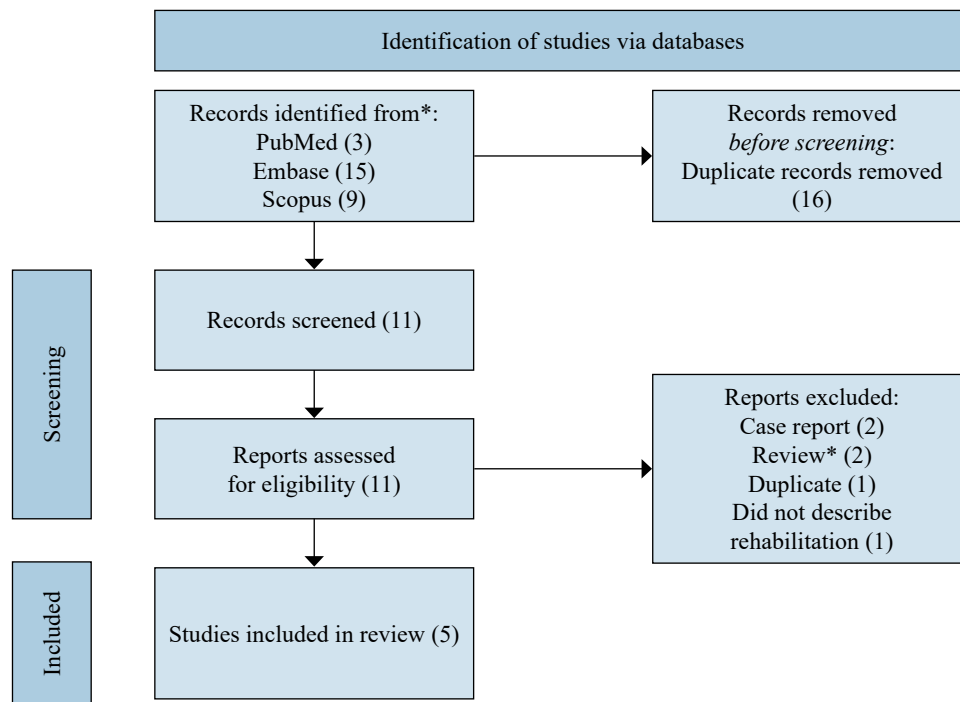 Identification of studies via databases
Records identified from*:
PubMed (3)
Embase (15)
Scopus (9)
Records removed
before screening:
Duplicate records removed
(16)
Screening
Records screened (11)
Reports assessed
for eligibility (11)
Reports excluded:
Case report (2)
Review* (2)
Duplicate (1)
Did not describe
rehabilitation (1)
Included
Studies included in review (5)